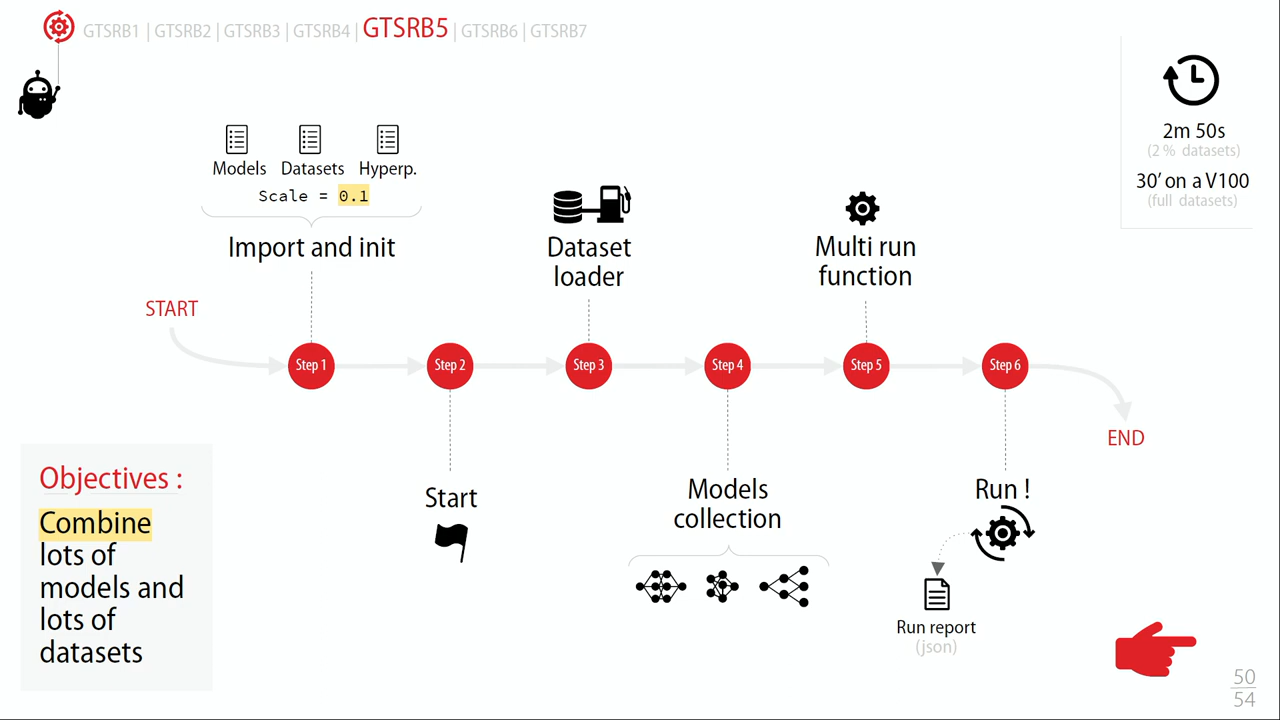 GTSRB1 | GTSRB2 | GTSRB3 | GTSRB4 | GTSRB5 | GTSRB6 | GTSRB7
2m 50s
(2 % datasets)
30’ on a V100
(full datasets)
Models Datasets Hyperp.
Scale = 0.1
Import and init
Dataset
loader
Multi run
function
START
Step 1 Step 2 Step 3 Step 4 Step 5 Step 6
END
Start
Models
collection
Run !
Run report
(json)
Objectives :
Combine
lots of
models and
lots of
datasets
50
54